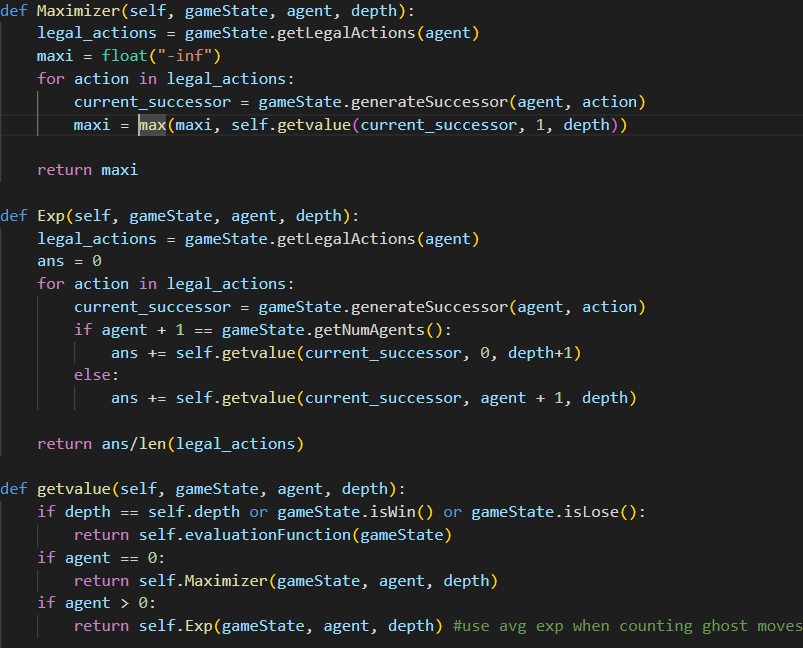 def Maximizer(self, gameState, agent, depth):
    legal_actions = gameState.getLegalActions(agent)
    maxi = float("-inf")
    for action in legal_actions:
        current_successor = gameState.generateSuccessor(agent, action)
        maxi = max(maxi, self.getvalue(current_successor, 1, depth))

    return maxi

def Exp(self, gameState, agent, depth):
    legal_actions = gameState.getLegalActions(agent)
    ans = 0
    for action in legal_actions:
        current_successor = gameState.generateSuccessor(agent, action)
        if agent + 1 == gameState.getNumAgents():
            ans += self.getvalue(current_successor, 0, depth+1)
        else:
            ans += self.getvalue(current_successor, agent + 1, depth)

    return ans/len(legal_actions)

def getvalue(self, gameState, agent, depth):
    if depth == self.depth or gameState.isWin() or gameState.isLose():
        return self.evaluationFunction(gameState)
    if agent == 0:
        return self.Maximizer(gameState, agent, depth)
    if agent > 0:
        return self.Exp(gameState, agent, depth) #use avg exp when counting ghost moves